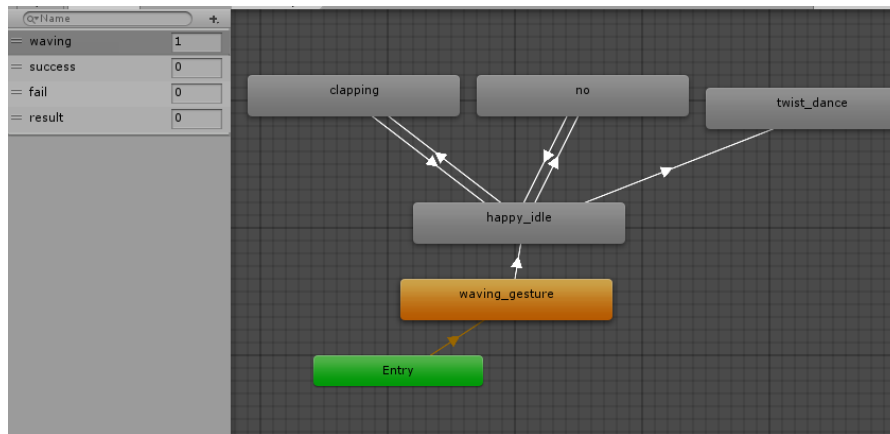 Name
waving 1
success 0
fail 0
result 0
clapping
no
twist_dance
happy_idle
waving_gesture
Entry